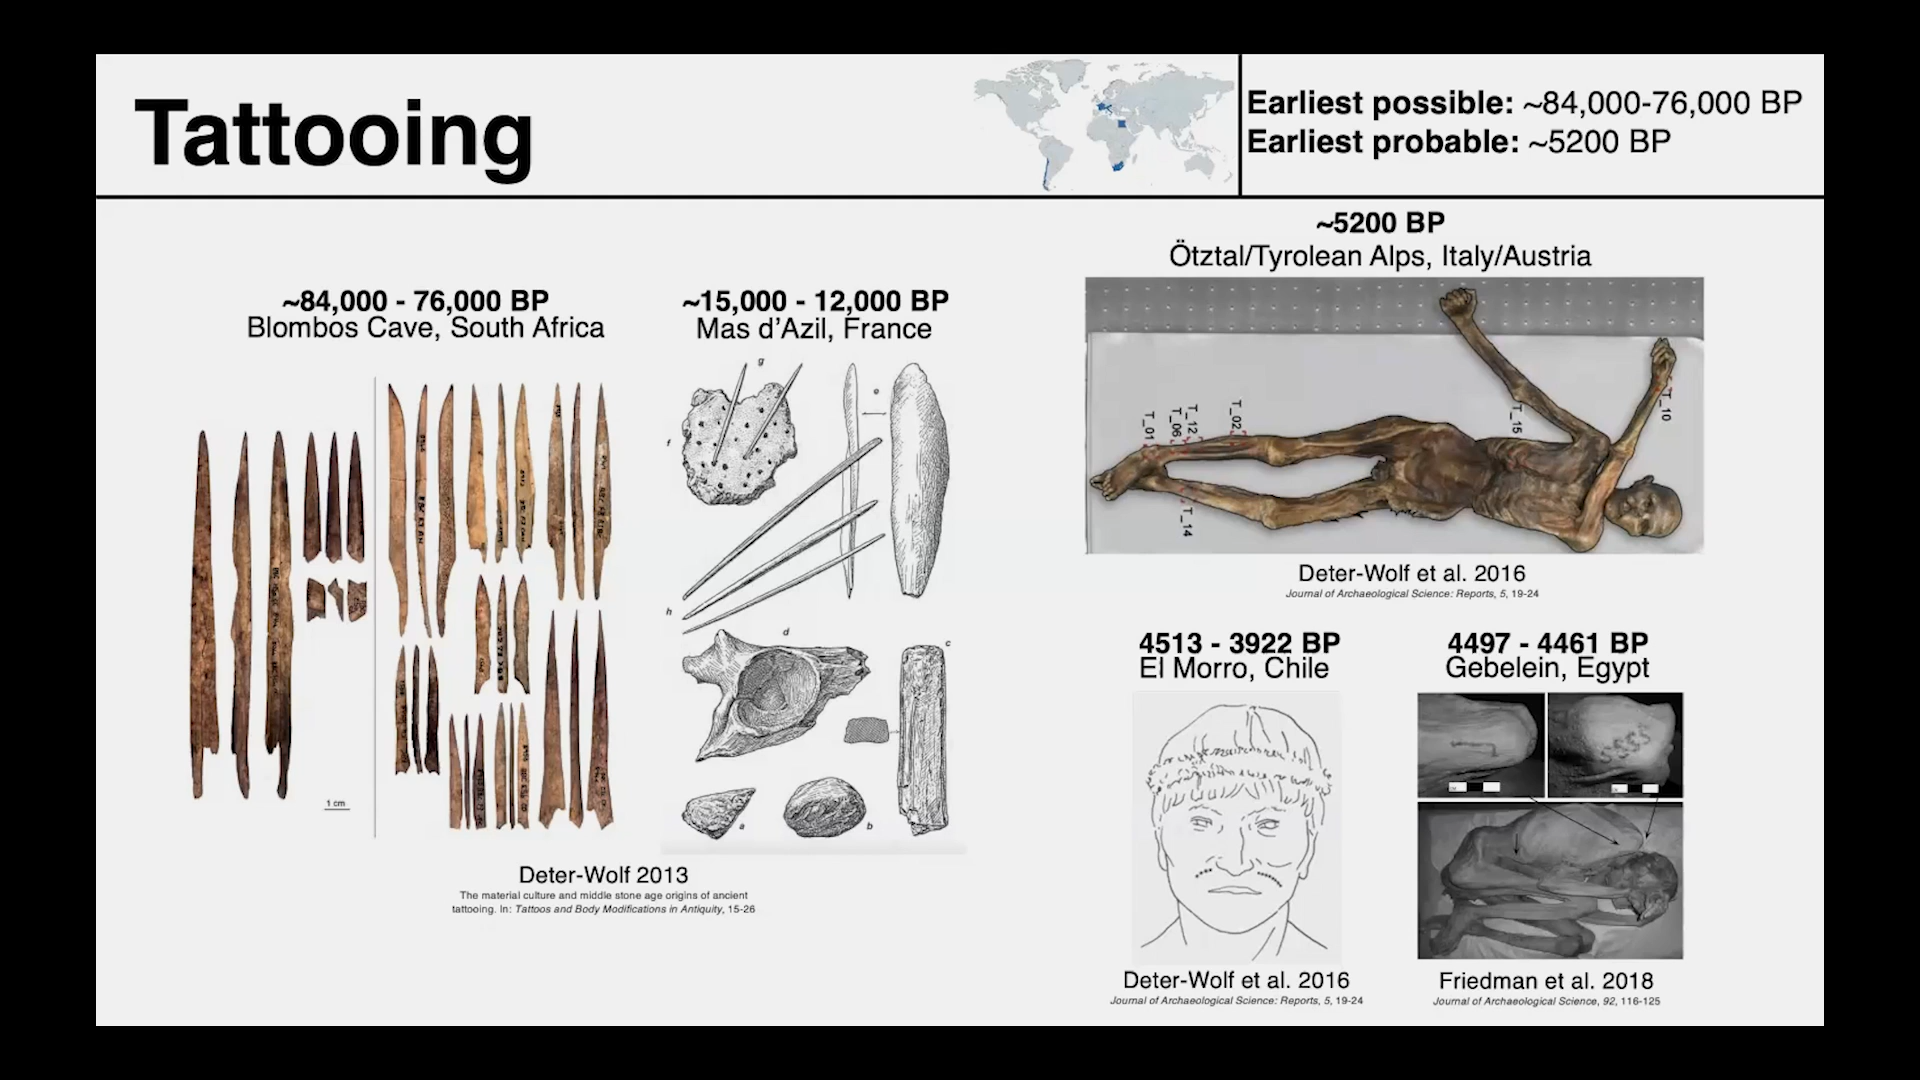 Tattooing
Earliest possible: ~84,000-76,000 BP
Earliest probable: ~5200 BP
~84,000 - 76,000 BP
Blombos Cave, South Africa
1 cm
~15,000 - 12,000 BP
Mas d’Azil, France
g
e
f
h
d
c
a
b
Deter-Wolf 2013
The material culture and middle stone age origins of ancient
tattooing. In: Tattoos and Body Modifications in Antiquity, 15-26
~5200 BP
Ötztal/Tyrolean Alps, Italy/Austria
T_01
T_06
T_12
T_02
T_14
T_15
T_10
Deter-Wolf et al. 2016
Journal of Archaeological Science: Reports, 5, 19-24
4513 - 3922 BP
El Morro, Chile
Deter-Wolf et al. 2016
Journal of Archaeological Science: Reports, 5, 19-24
4497 - 4461 BP
Gebelein, Egypt
Friedman et al. 2018
Journal of Archaeological Science, 92, 116-125